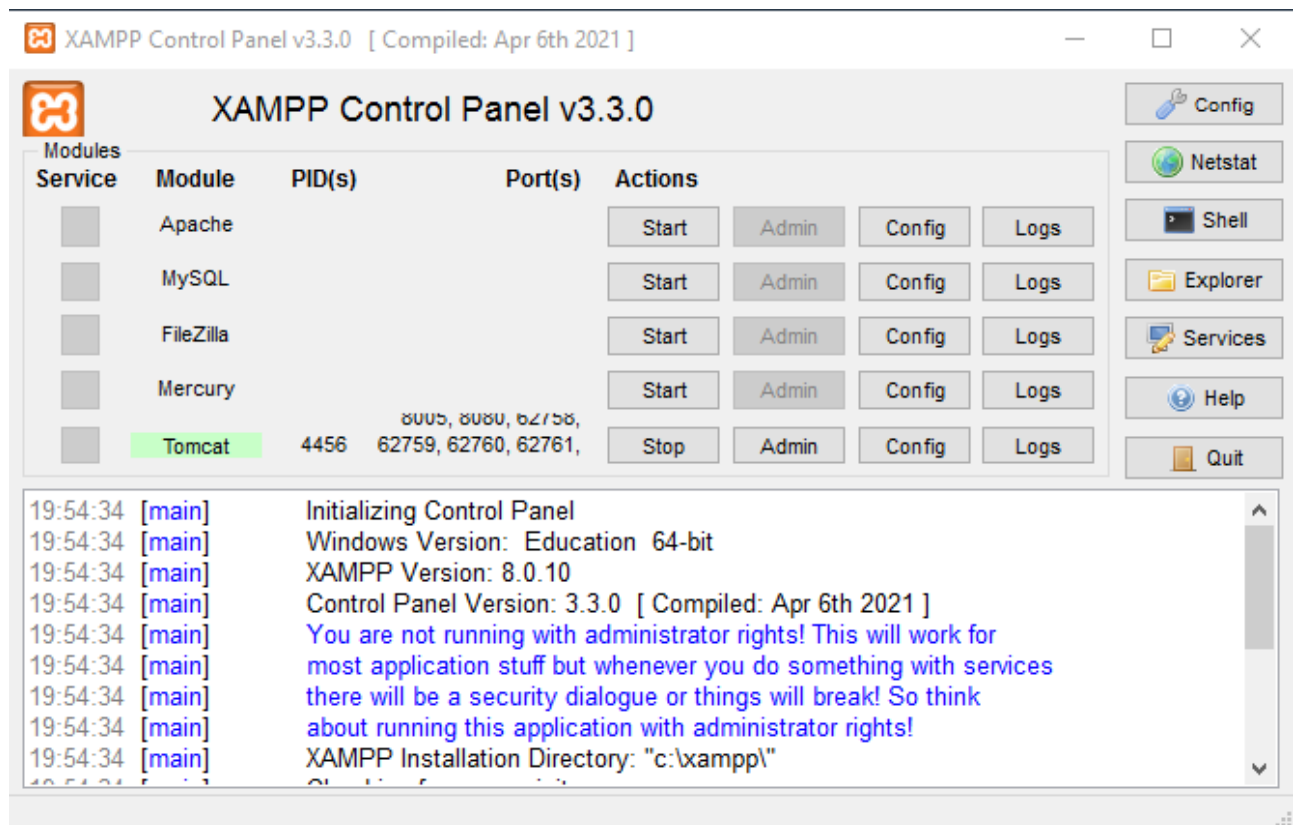 XAMPP Control Panel v3.3.0 [ Compiled: Apr 6th 2021 ]
XAMPP Control Panel v3.3.0
Config
Modules
Service Module PID(s) Port(s) Actions
Netstat
Apache Start Admin Config Logs
Shell
MySQL Start Admin Config Logs
Explorer
FileZilla Start Admin Config Logs
Services
Mercury Start Admin Config Logs
Help
8005, 8080, 62758,
Tomcat 4456 62759, 62760, 62761, Stop Admin Config Logs
Quit
19:54:34 [main] Initializing Control Panel
19:54:34 [main] Windows Version: Education 64-bit
19:54:34 [main] XAMPP Version: 8.0.10
19:54:34 [main] Control Panel Version: 3.3.0 [ Compiled: Apr 6th 2021 ]
19:54:34 [main] You are not running with administrator rights! This will work for
19:54:34 [main] most application stuff but whenever you do something with services
19:54:34 [main] there will be a security dialogue or things will break! So think
19:54:34 [main] about running this application with administrator rights!
19:54:34 [main] XAMPP Installation Directory: "c:\xampp\"